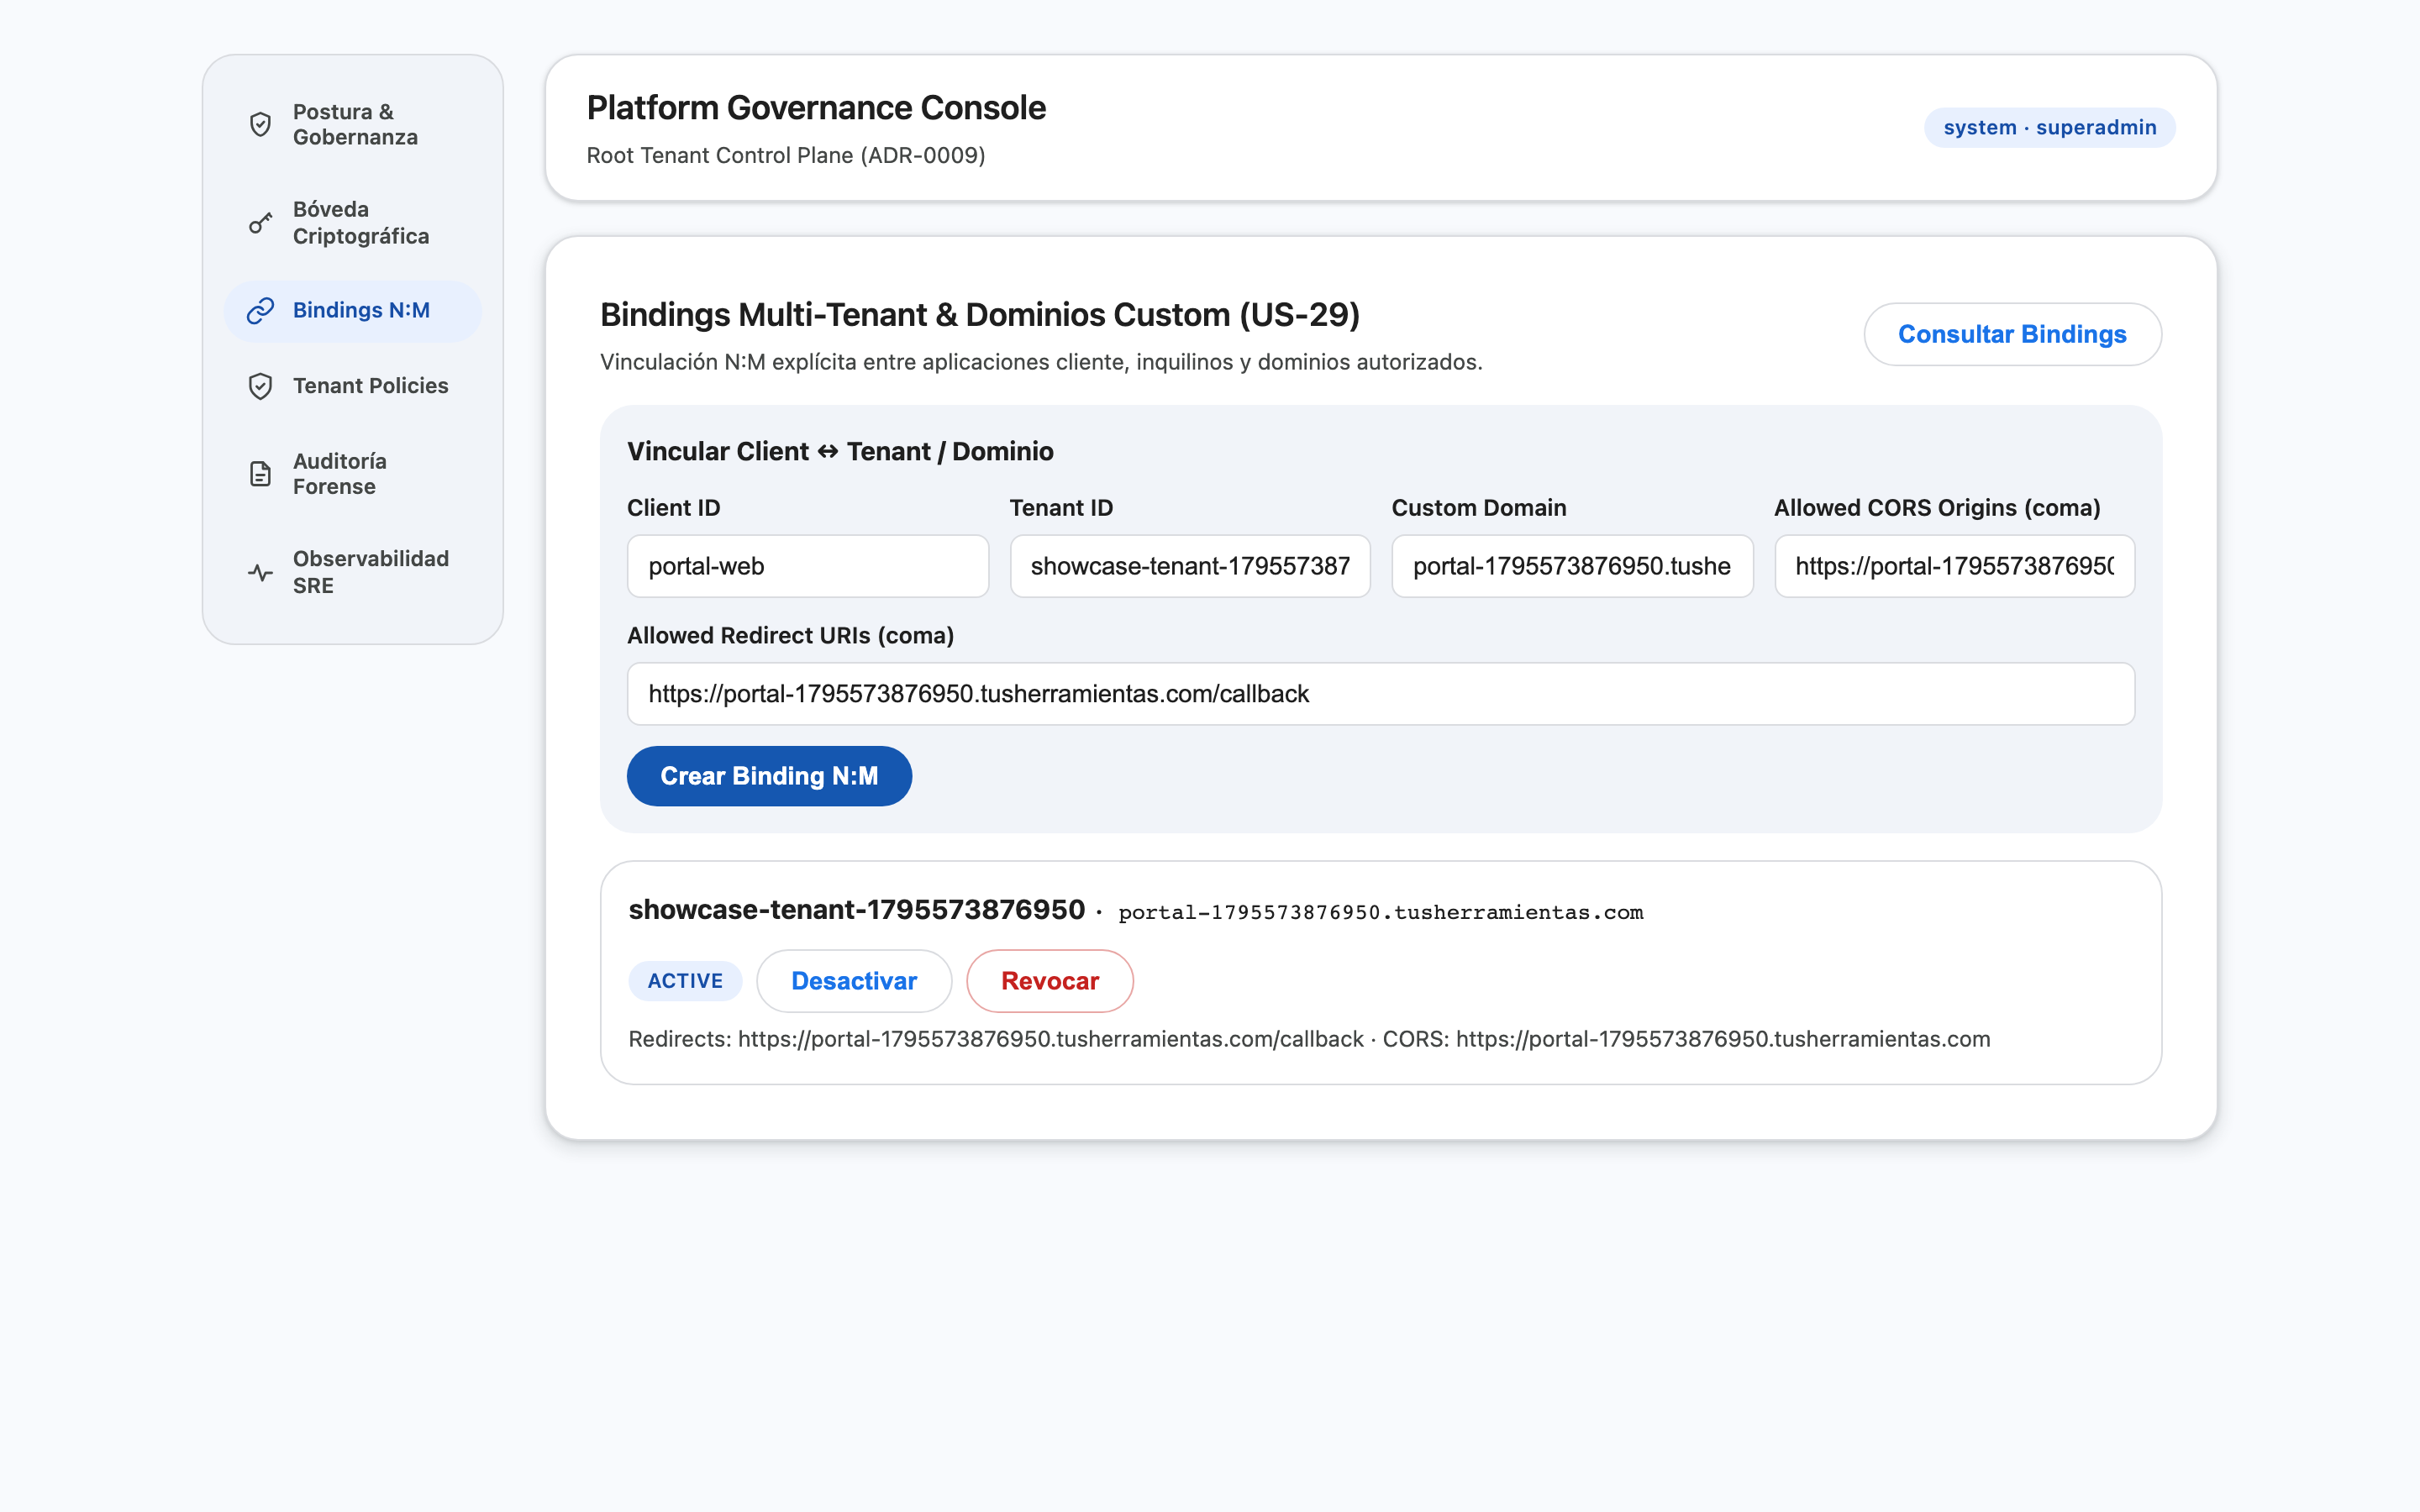 Postura &
Gobernanza
Bóveda
Criptográfica
Bindings N:M
Tenant Policies
Auditoría
Forense
Observabilidad
SRE
Platform Governance Console
Root Tenant Control Plane (ADR-0009)
system · superadmin
Bindings Multi-Tenant & Dominios Custom (US-29)
Vinculación N:M explícita entre aplicaciones cliente, inquilinos y dominios autorizados.
Consultar Bindings
Vincular Client ↔ Tenant / Dominio
Client ID
Tenant ID
Custom Domain
Allowed CORS Origins (coma)
portal-web
showcase-tenant-179557387
portal-1795573876950.tushe
https://portal-1795573876950
Allowed Redirect URIs (coma)
https://portal-1795573876950.tusherramientas.com/callback
Crear Binding N:M
showcase-tenant-1795573876950 · portal-1795573876950.tusherramientas.com
ACTIVE
Desactivar
Revocar
Redirects: https://portal-1795573876950.tusherramientas.com/callback · CORS: https://portal-1795573876950.tusherramientas.com